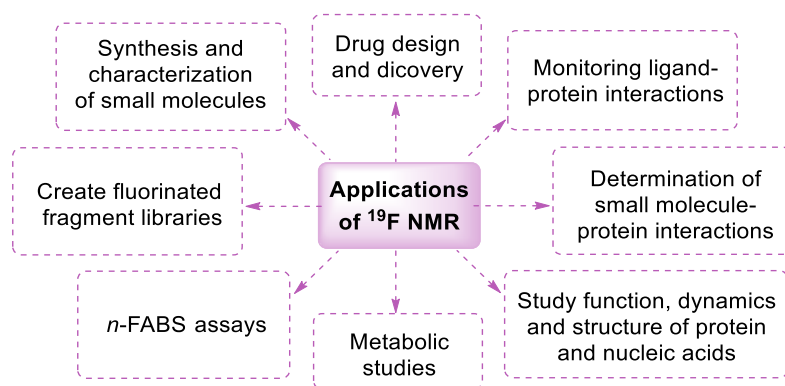 Synthesis and
characterization
of small molecules
Drug design
and dicovery
Monitoring ligand-
protein interactions
Create fluorinated
fragment libraries
Applications
of ¹⁹F NMR
Determination of
small molecule-
protein interactions
n-FABS assays
Metabolic
studies
Study function, dynamics
and structure of protein
and nucleic acids